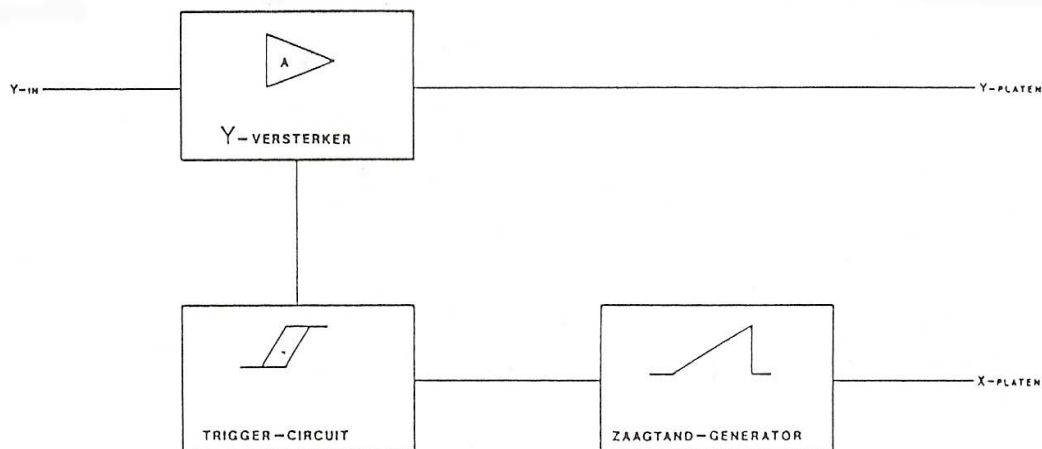 A
Y-IN
Y-PLATEN
Y-VERSTERKER
X-PLATEN
TRIGGER-CIRCUIT
ZAAGTAND-GENERATOR